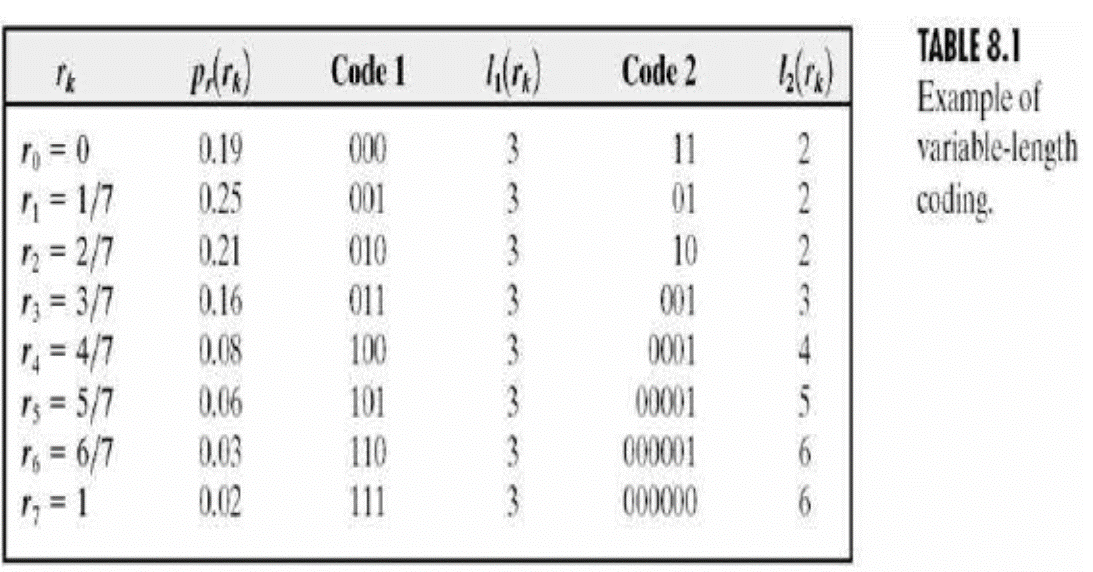 r_k p_r(r_k) Code 1 l_1(r_k) Code 2 l_2(r_k)
r_0 = 0 0.19 000 3 11 2
r_1 = 1/7 0.25 001 3 01 2
r_2 = 2/7 0.21 010 3 10 2
r_3 = 3/7 0.16 011 3 001 3
r_4 = 4/7 0.08 100 3 0001 4
r_5 = 5/7 0.06 101 3 00001 5
r_6 = 6/7 0.03 110 3 000001 6
r_7 = 1 0.02 111 3 000000 6
TABLE 8.1
Example of
variable-length
coding.